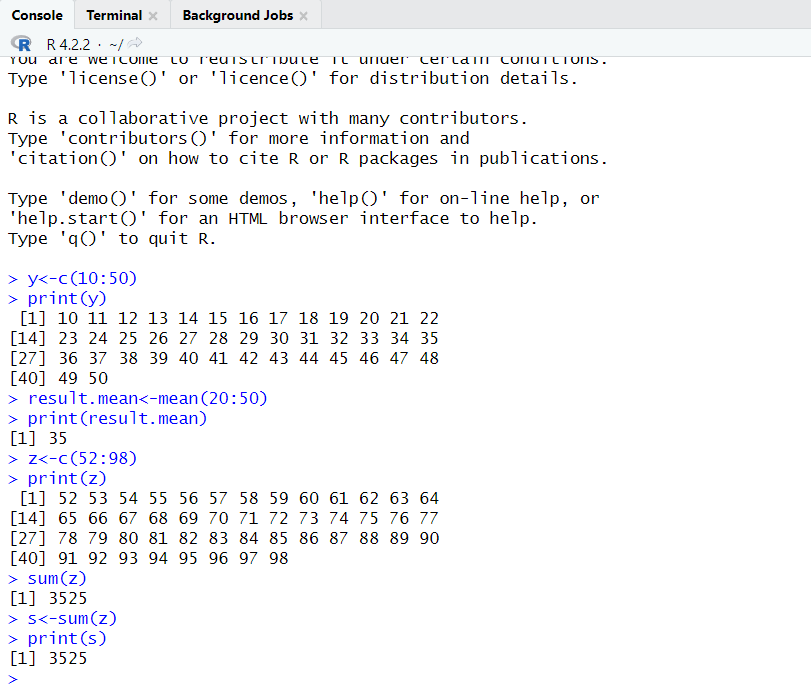 Console Terminal Background Jobs
R 4.2.2 · ~/
You are welcome to redistribute it under certain conditions.
Type 'license()' or 'licence()' for distribution details.
R is a collaborative project with many contributors.
Type 'contributors()' for more information and
'citation()' on how to cite R or R packages in publications.
Type 'demo()' for some demos, 'help()' for on-line help, or
'help.start()' for an HTML browser interface to help.
Type 'q()' to quit R.
> y<-c(10:50)
> print(y)
 [1] 10 11 12 13 14 15 16 17 18 19 20 21 22
[14] 23 24 25 26 27 28 29 30 31 32 33 34 35
[27] 36 37 38 39 40 41 42 43 44 45 46 47 48
[40] 49 50
> result.mean<-mean(20:50)
> print(result.mean)
[1] 35
> z<-c(52:98)
> print(z)
 [1] 52 53 54 55 56 57 58 59 60 61 62 63 64
[14] 65 66 67 68 69 70 71 72 73 74 75 76 77
[27] 78 79 80 81 82 83 84 85 86 87 88 89 90
[40] 91 92 93 94 95 96 97 98
> sum(z)
[1] 3525
> s<-sum(z)
> print(s)
[1] 3525
>